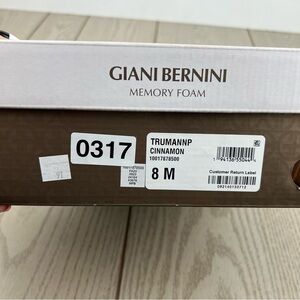 GIANI BERNINI
MEMORY FOAM
0317
TRUMANNP
CINNAMON
10017878500
8 M
Customer Return Label